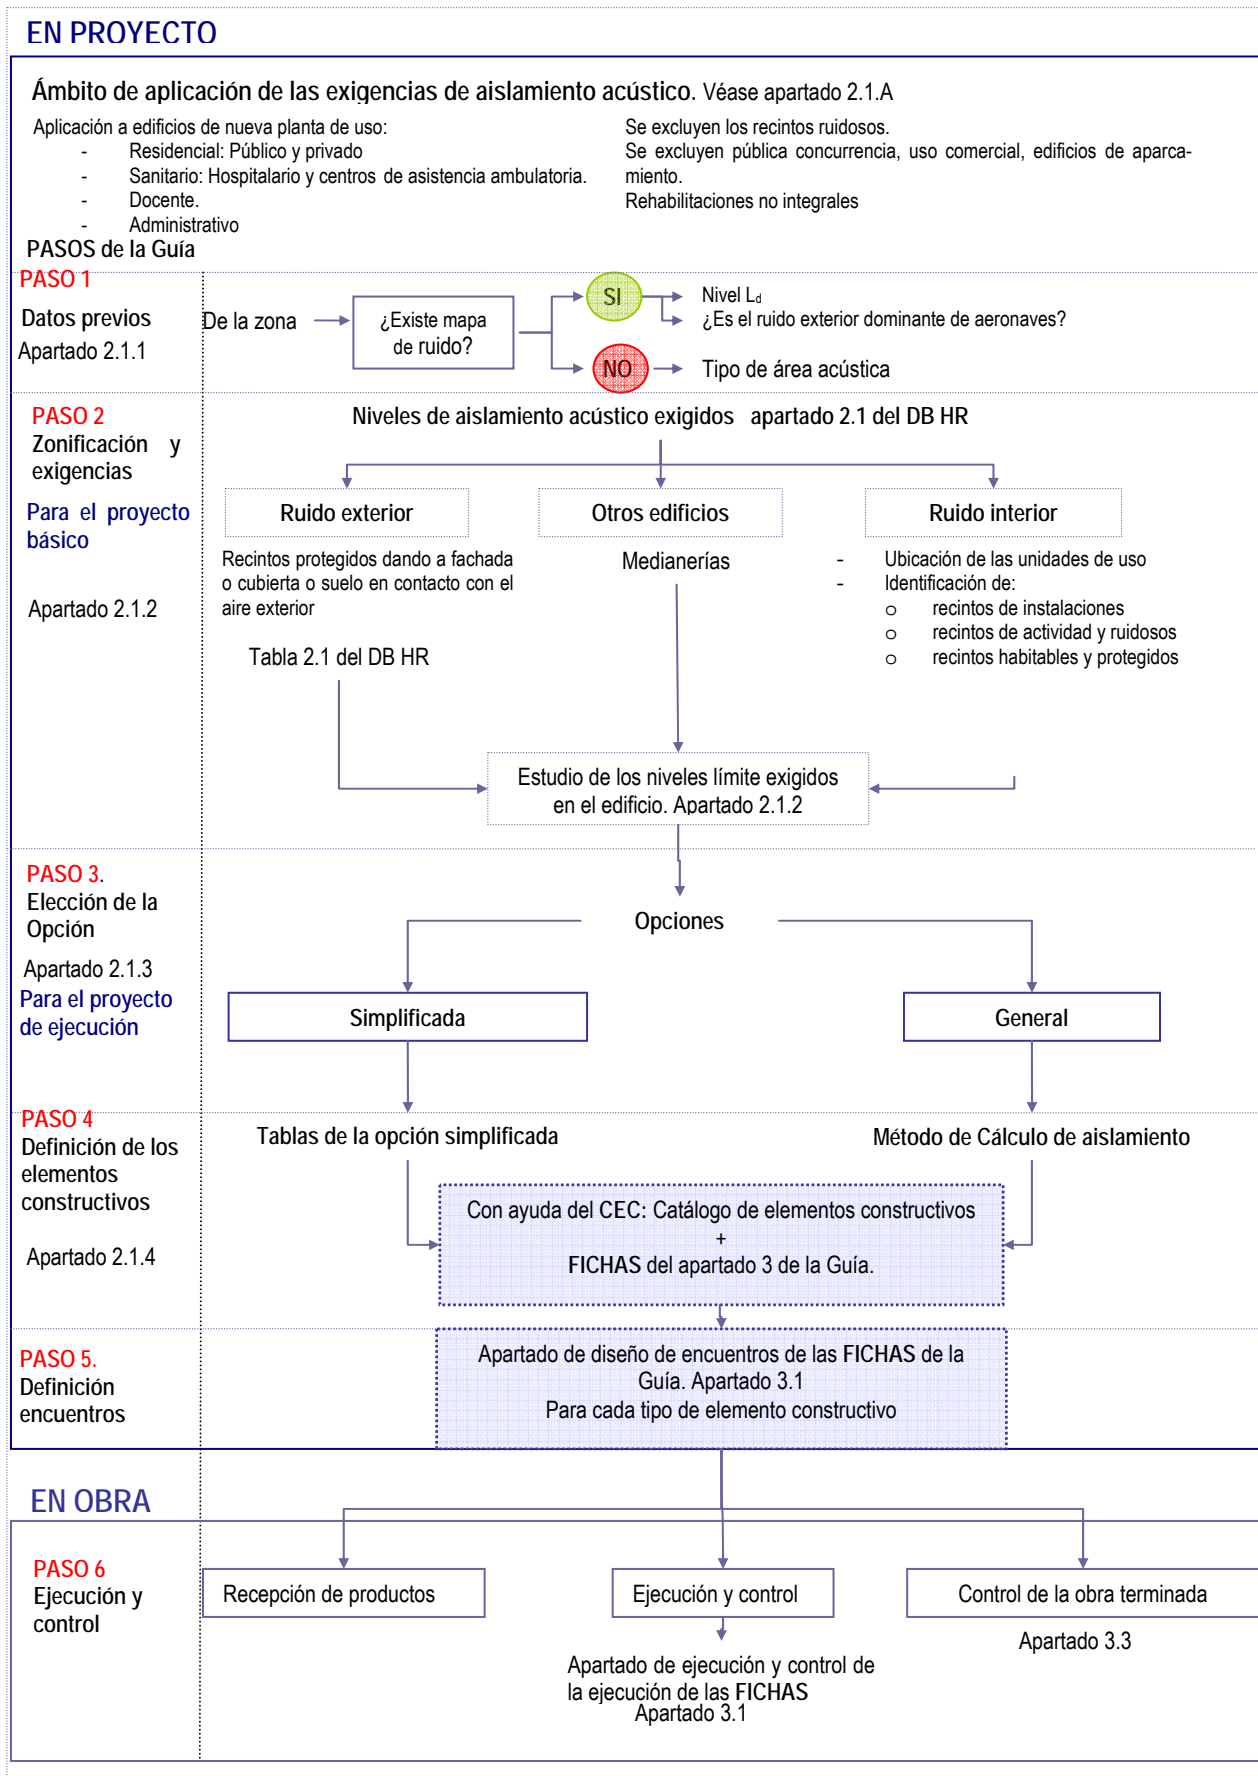 EN PROYECTO
Ámbito de aplicación de las exigencias de aislamiento acústico. Véase apartado 2.1.A
Aplicación a edificios de nueva planta de uso:
- Residencial: Público y privado
- Sanitario: Hospitalario y centros de asistencia ambulatoria.
- Docente.
- Administrativo
Se excluyen los recintos ruidosos.
Se excluyen pública concurrencia, uso comercial, edificios de aparca-
miento.
Rehabilitaciones no integrales
PASOS de la Guía
PASO 1
Datos previos
Apartado 2.1.1
De la zona
¿Existe mapa
de ruido?
SI
Nivel Ld
¿Es el ruido exterior dominante de aeronaves?
NO
Tipo de área acústica
PASO 2
Zonificación y
exigencias
Para el proyecto
básico
Apartado 2.1.2
Niveles de aislamiento acústico exigidos apartado 2.1 del DB HR
Ruido exterior
Recintos protegidos dando a fachada
o cubierta o suelo en contacto con el
aire exterior
Tabla 2.1 del DB HR
Otros edificios
Medianerías
Ruido interior
- Ubicación de las unidades de uso
- Identificación de:
o recintos de instalaciones
o recintos de actividad y ruidosos
o recintos habitables y protegidos
Estudio de los niveles límite exigidos
en el edificio. Apartado 2.1.2
PASO 3.
Elección de la
Opción
Apartado 2.1.3
Para el proyecto
de ejecución
Opciones
Simplificada
General
PASO 4
Definición de los
elementos
constructivos
Apartado 2.1.4
Tablas de la opción simplificada
Método de Cálculo de aislamiento
Con ayuda del CEC: Catálogo de elementos constructivos
+
FICHAS del apartado 3 de la Guía.
PASO 5.
Definición
encuentros
Apartado de diseño de encuentros de las FICHAS de la
Guía. Apartado 3.1
Para cada tipo de elemento constructivo
EN OBRA
PASO 6
Ejecución y
control
Recepción de productos
Ejecución y control
Apartado de ejecución y control de
la ejecución de las FICHAS
Apartado 3.1
Control de la obra terminada
Apartado 3.3